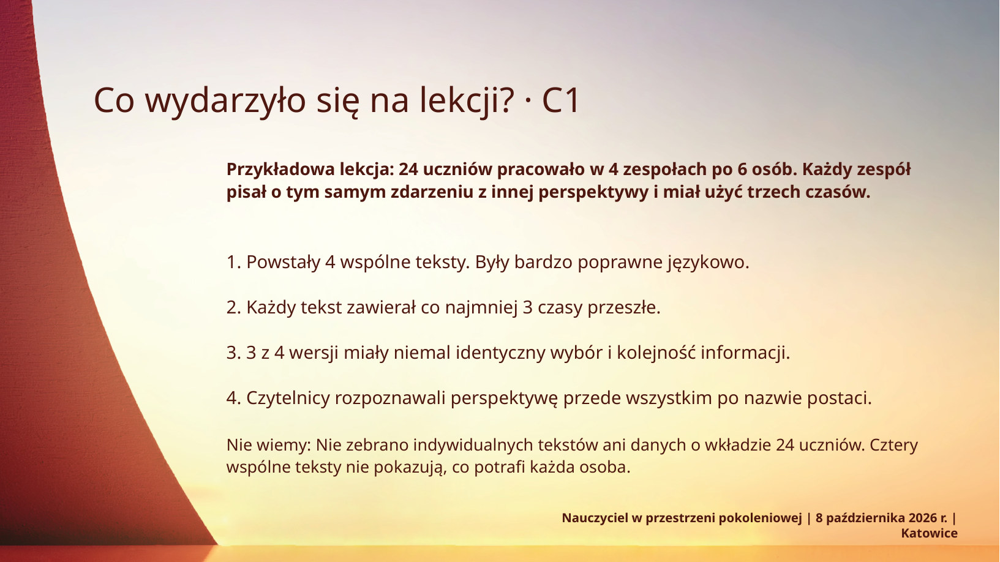 Co wydarzyło się na lekcji? · C1
Przykładowa lekcja: 24 uczniów pracowało w 4 zespołach po 6 osób. Każdy zespół
pisał o tym samym zdarzeniu z innej perspektywy i miał użyć trzech czasów.
1. Powstały 4 wspólne teksty. Były bardzo poprawne językowo.
2. Każdy tekst zawierał co najmniej 3 czasy przeszłe.
3. 3 z 4 wersji miały niemal identyczny wybór i kolejność informacji.
4. Czytelnicy rozpoznawali perspektywę przede wszystkim po nazwie postaci.
Nie wiemy: Nie zebrano indywidualnych tekstów ani danych o wkładzie 24 uczniów. Cztery
wspólne teksty nie pokazują, co potrafi każda osoba.
Nauczyciel w przestrzeni pokoleniowej | 8 października 2026 r. |
Katowice